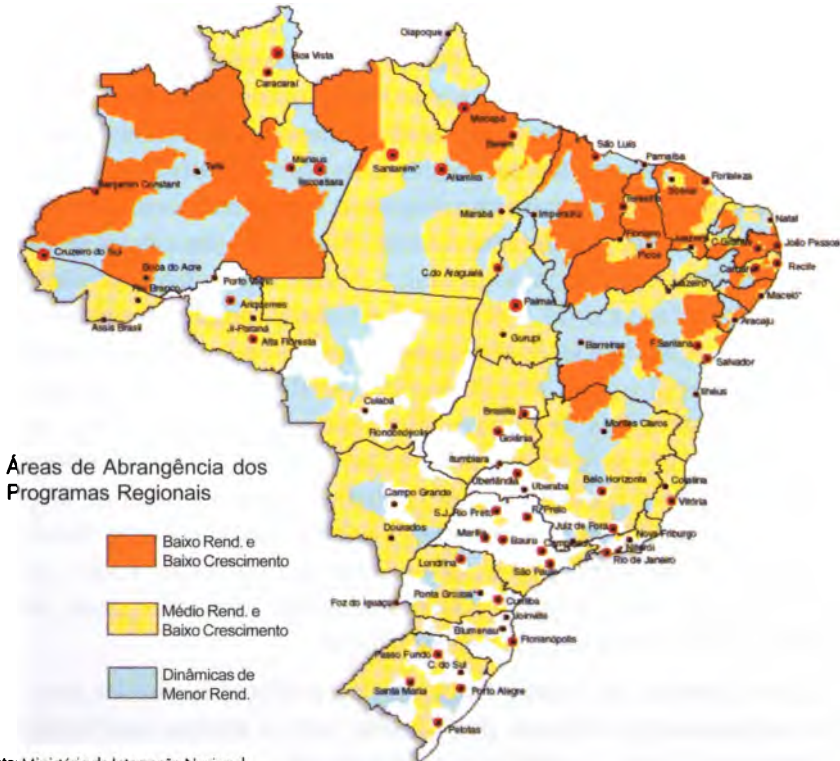 Oiapoque*
Boa Vista
Caracaraí
Macapá
Belém
São Luís
Parnaíba
Fortaleza
Sobral
Teresina
Manaus
Itacoatiara
Santarém*
Altamira
Tefé
Benjamin Constant
Marabá
Imperatriz
Floriano
Picos
Juazeiro
Natal
C.Grande
João Pessoa
Caruaru
Recife
Cruzeiro do Sul
Boca do Acre
Porto Velho
Rio Branco
Ariquemes
Assis Brasil
Ji-Paraná
Alta Floresta
C.do Araguaia
Palmas
Juazeiro
Maceió*
Aracaju
Gurupi
Barreiras
F.Santana
Salvador
Ilhéus
Cuiabá
Rondonópolis
Brasília
Goiânia
Montes Claros
Itumbiara
Uberlândia
Uberaba
Belo Horizonte
Colatina
Vitória
Áreas de Abrangência dos
Programas Regionais
Campo Grande
Dourados
S.J. Rio Preto
R. Preto
Juiz de Fora
Nova Friburgo
Niterói
Rio de Janeiro
Marília
Bauru
Campinas
São Paulo
Londrina
Baixo Rend. e
Baixo Crescimento
Ponta Grossa*
Curitiba
Foz do Iguaçu
Joinvile
Blumenau
Florianópolis
Médio Rend. e
Baixo Crescimento
Passo Fundo
C. do Sul
Santa Maria
Porto Alegre
Pelotas
Dinâmicas de
Menor Rend.